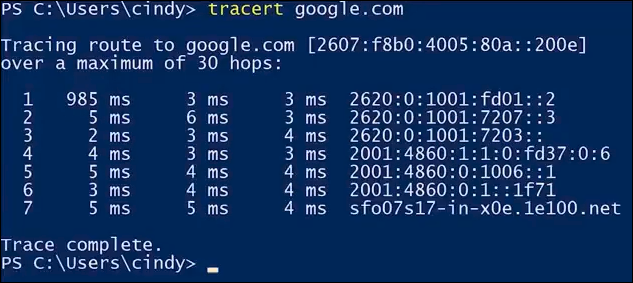 PS C:\Users\cindy> tracert google.com
Tracing route to google.com [2607:f8b0:4005:80a::200e]
over a maximum of 30 hops:
1 985 ms 3 ms 3 ms 2620:0:1001:fd01::2
2 5 ms 6 ms 3 ms 2620:0:1001:7207::3
3 2 ms 3 ms 4 ms 2620:0:1001:7203::
4 4 ms 3 ms 3 ms 2001:4860:1:1:0:fd37:0:6
5 5 ms 4 ms 4 ms 2001:4860:0:1006::1
6 3 ms 4 ms 4 ms 2001:4860:0:1::1f71
7 5 ms 5 ms 4 ms sfo07s17-in-x0e.1e100.net
Trace complete.
PS C:\Users\cindy> _